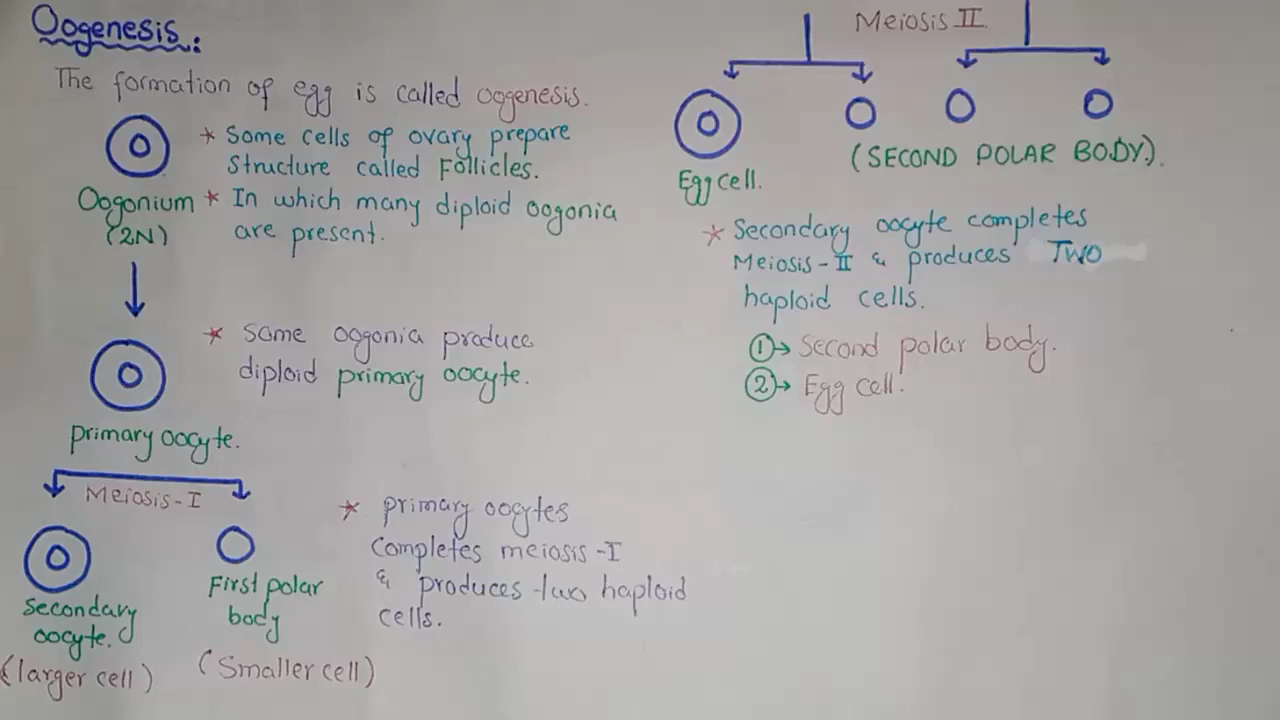 Oogenesis:
The formation of egg is called oogenesis.
* Some cells of ovary prepare
structure called Follicles.
Oogonium
(2N)
* In which many diploid oogonia
are present.
* Some oogonia produce
diploid primary oocyte.
primary oocyte.
Meiosis-I
* primary oocytes
Completes meiosis-I
& produces two haploid
cells.
Secondary
oocyte.
(larger cell)
First polar
body
(Smaller cell)
Meiosis II
Egg cell.
(SECOND POLAR BODY).
* Secondary oocyte completes
Meiosis-II & produces Two
haploid cells.
①→ Second polar body.
②→ Egg cell.